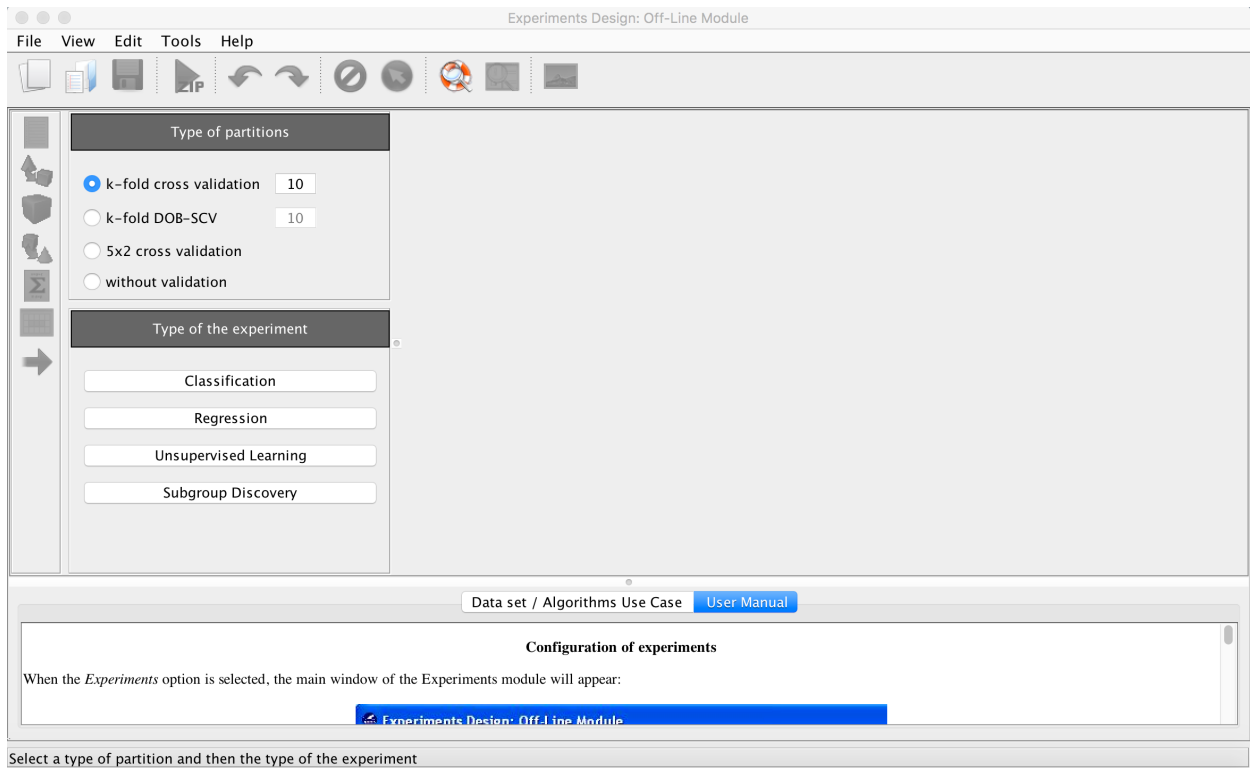 Experiments Design: Off-Line Module
File View Edit Tools Help
ZIP
Type of partitions
k-fold cross validation 10
k-fold DOB-SCV 10
5x2 cross validation
without validation
Type of the experiment
Classification
Regression
Unsupervised Learning
Subgroup Discovery
Data set / Algorithms Use Case User Manual
Configuration of experiments
When the Experiments option is selected, the main window of the Experiments module will appear:
Experiments Design: Off-Line Module
Select a type of partition and then the type of the experiment